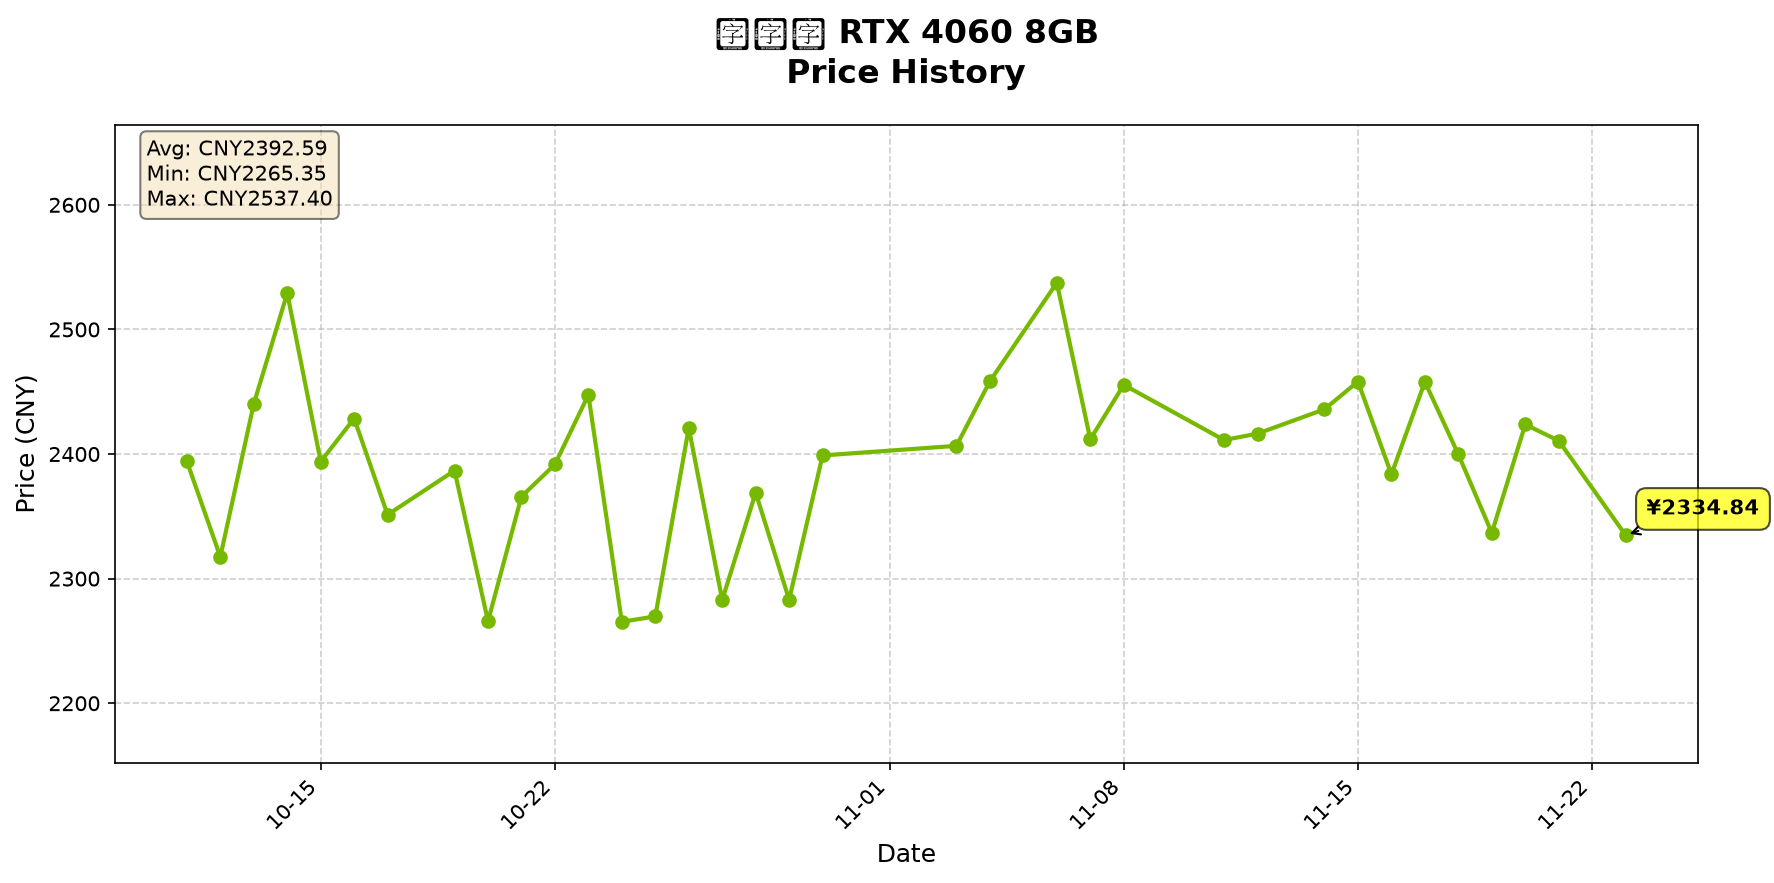 RTX 4060 8GB
Price History
Avg: CNY2392.59
Min: CNY2265.35
Max: CNY2537.40
2600
2500
2400
2300
2200
Price (CNY)
¥2334.84
10-15
10-22
11-01
11-08
11-15
11-22
Date